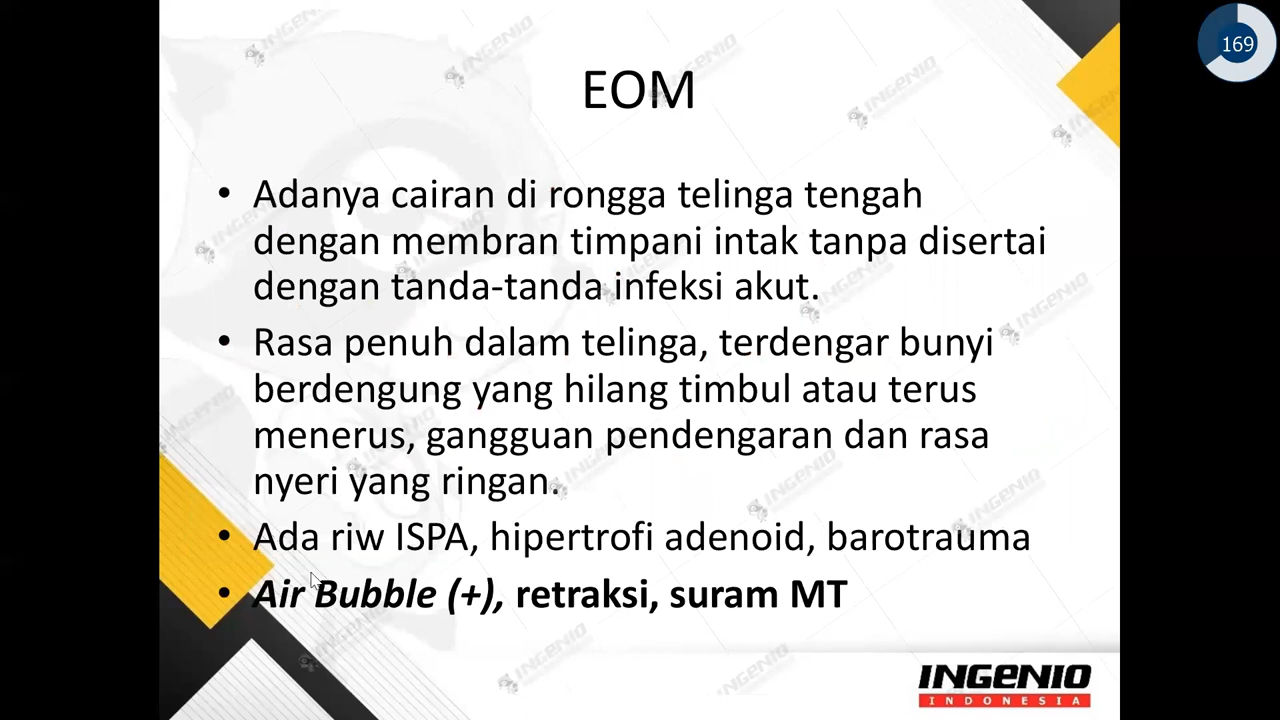 169
EOM
• Adanya cairan di rongga telinga tengah
dengan membran timpani intak tanpa disertai
dengan tanda-tanda infeksi akut.
• Rasa penuh dalam telinga, terdengar bunyi
berdengung yang hilang timbul atau terus
menerus, gangguan pendengaran dan rasa
nyeri yang ringan.
• Ada riw ISPA, hipertrofi adenoid, barotrauma
• Air Bubble (+), retraksi, suram MT
INGENIO
INDONESIA